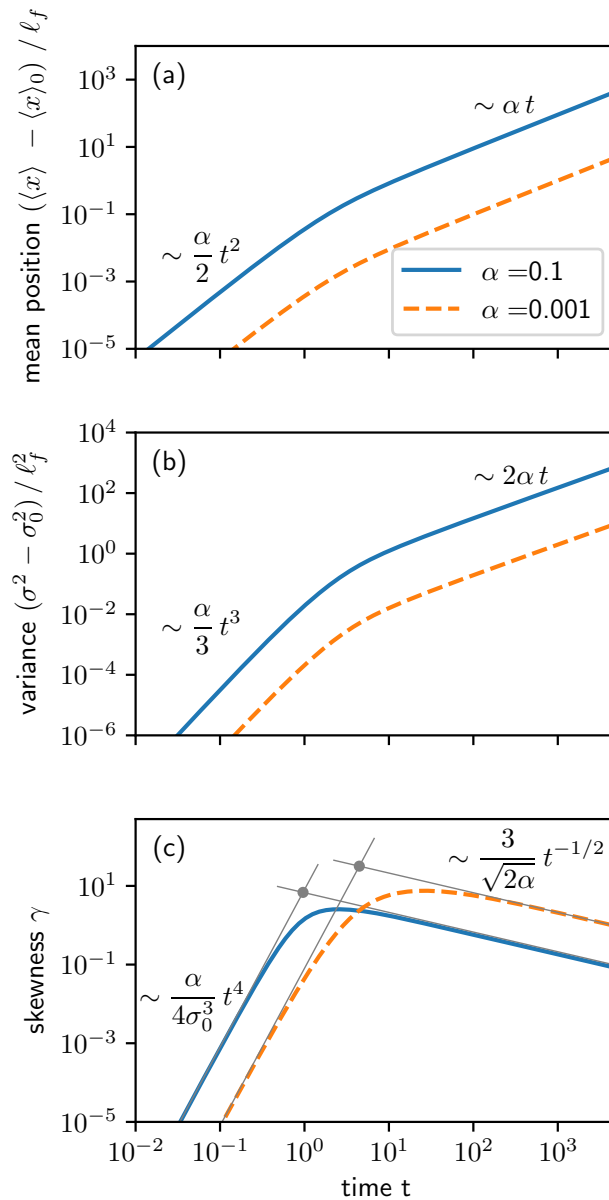 mean position (⟨x⟩ − ⟨x⟩₀) / ℓ_f
(a)
10³
10¹
10⁻¹
10⁻³
10⁻⁵
∼ α t
∼ α/2 t²
α =0.1
α =0.001
variance (σ² − σ₀²) / ℓ_f²
(b)
10⁴
10²
10⁰
10⁻²
10⁻⁴
10⁻⁶
∼ 2α t
∼ α/3 t³
skewness γ
(c)
10¹
10⁻¹
10⁻³
10⁻⁵
∼ 3/√(2α) t⁻¹/²
∼ α/4σ₀³ t⁴
10⁻² 10⁻¹ 10⁰ 10¹ 10² 10³
time t